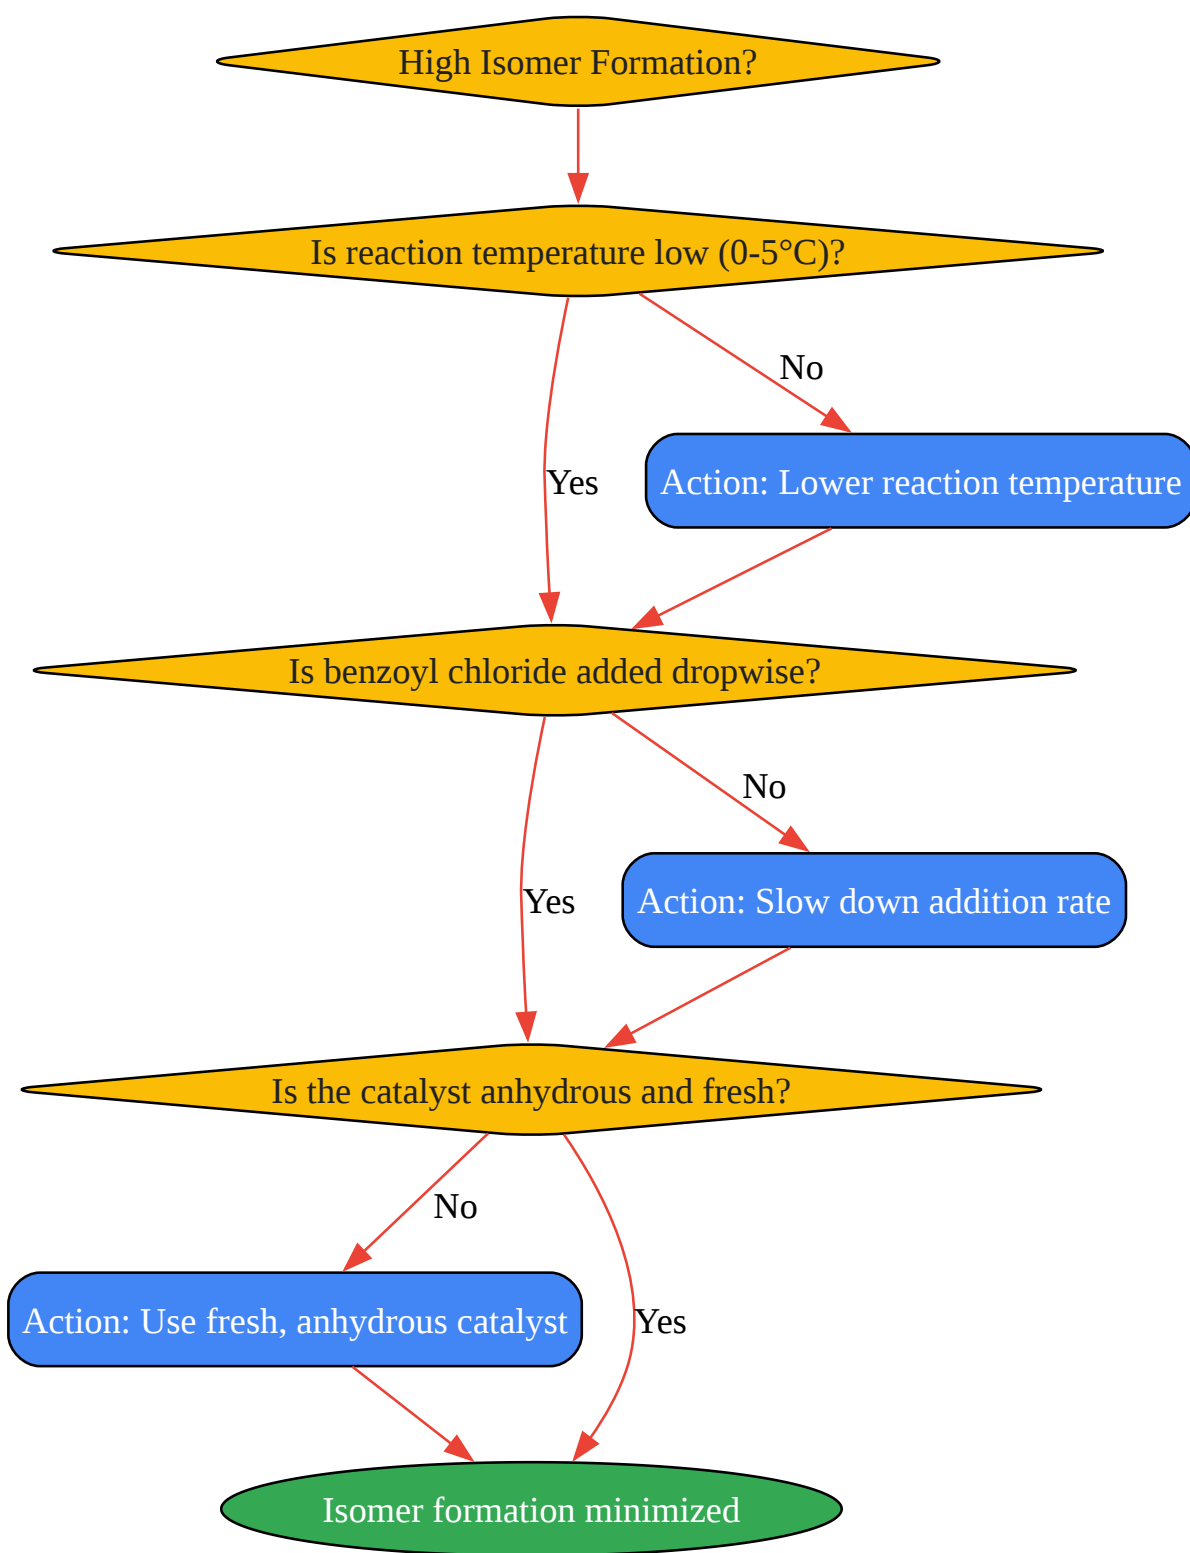 High Isomer Formation?
Is reaction temperature low (0-5°C)?
No
Action: Lower reaction temperature
Yes
Is benzoyl chloride added dropwise?
No
Action: Slow down addition rate
Yes
Is the catalyst anhydrous and fresh?
No
Action: Use fresh, anhydrous catalyst
Yes
Isomer formation minimized